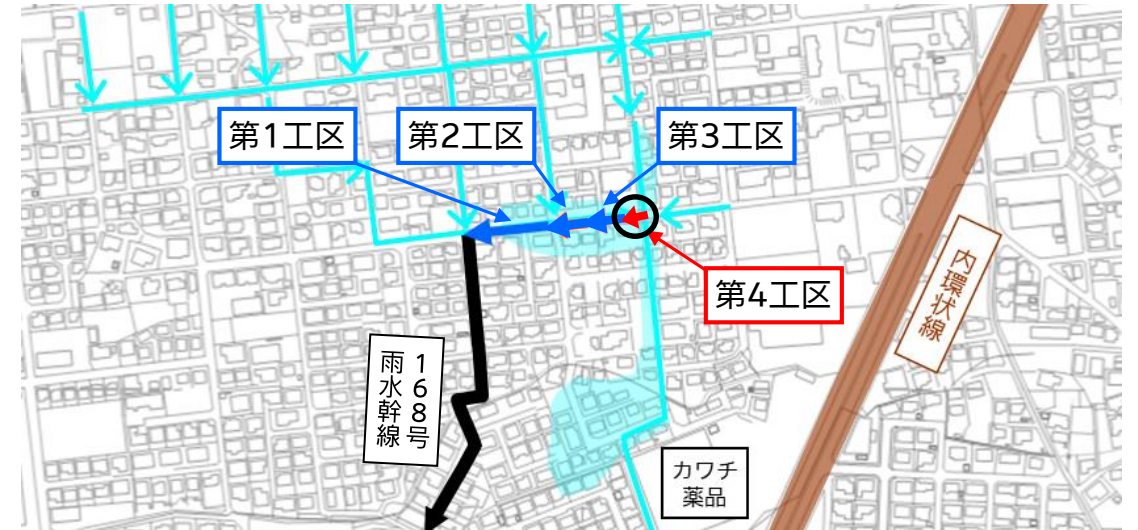 第1工区
第2工区
第3工区
第4工区
内環状線
168号
雨水幹線
カワチ
薬品